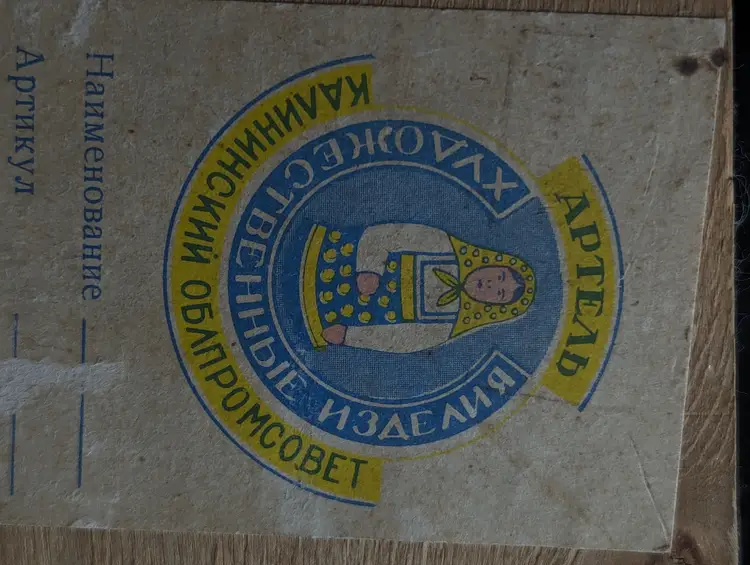 АРТЕЛЬ
ХУДОЖЕСТВЕННЫЕ ИЗДЕЛИЯ
КАЛИНИНСКИЙ ОБЛПРОМСОВЕТ
Наименование
Артикул